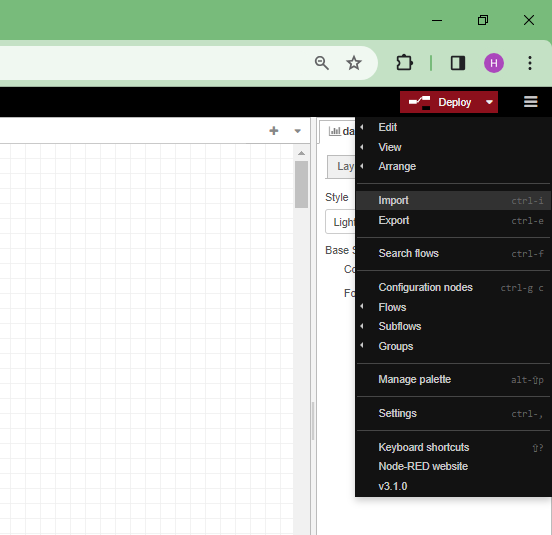 H
Deploy
da
Lay
Style
Light
Base S
Co
Fo
Edit
View
Arrange
Import ctrl-i
Export ctrl-e
Search flows ctrl-f
Configuration nodes ctrl-g c
Flows
Subflows
Groups
Manage palette alt-⇧p
Settings ctrl-,
Keyboard shortcuts ⇧?
Node-RED website
v3.1.0